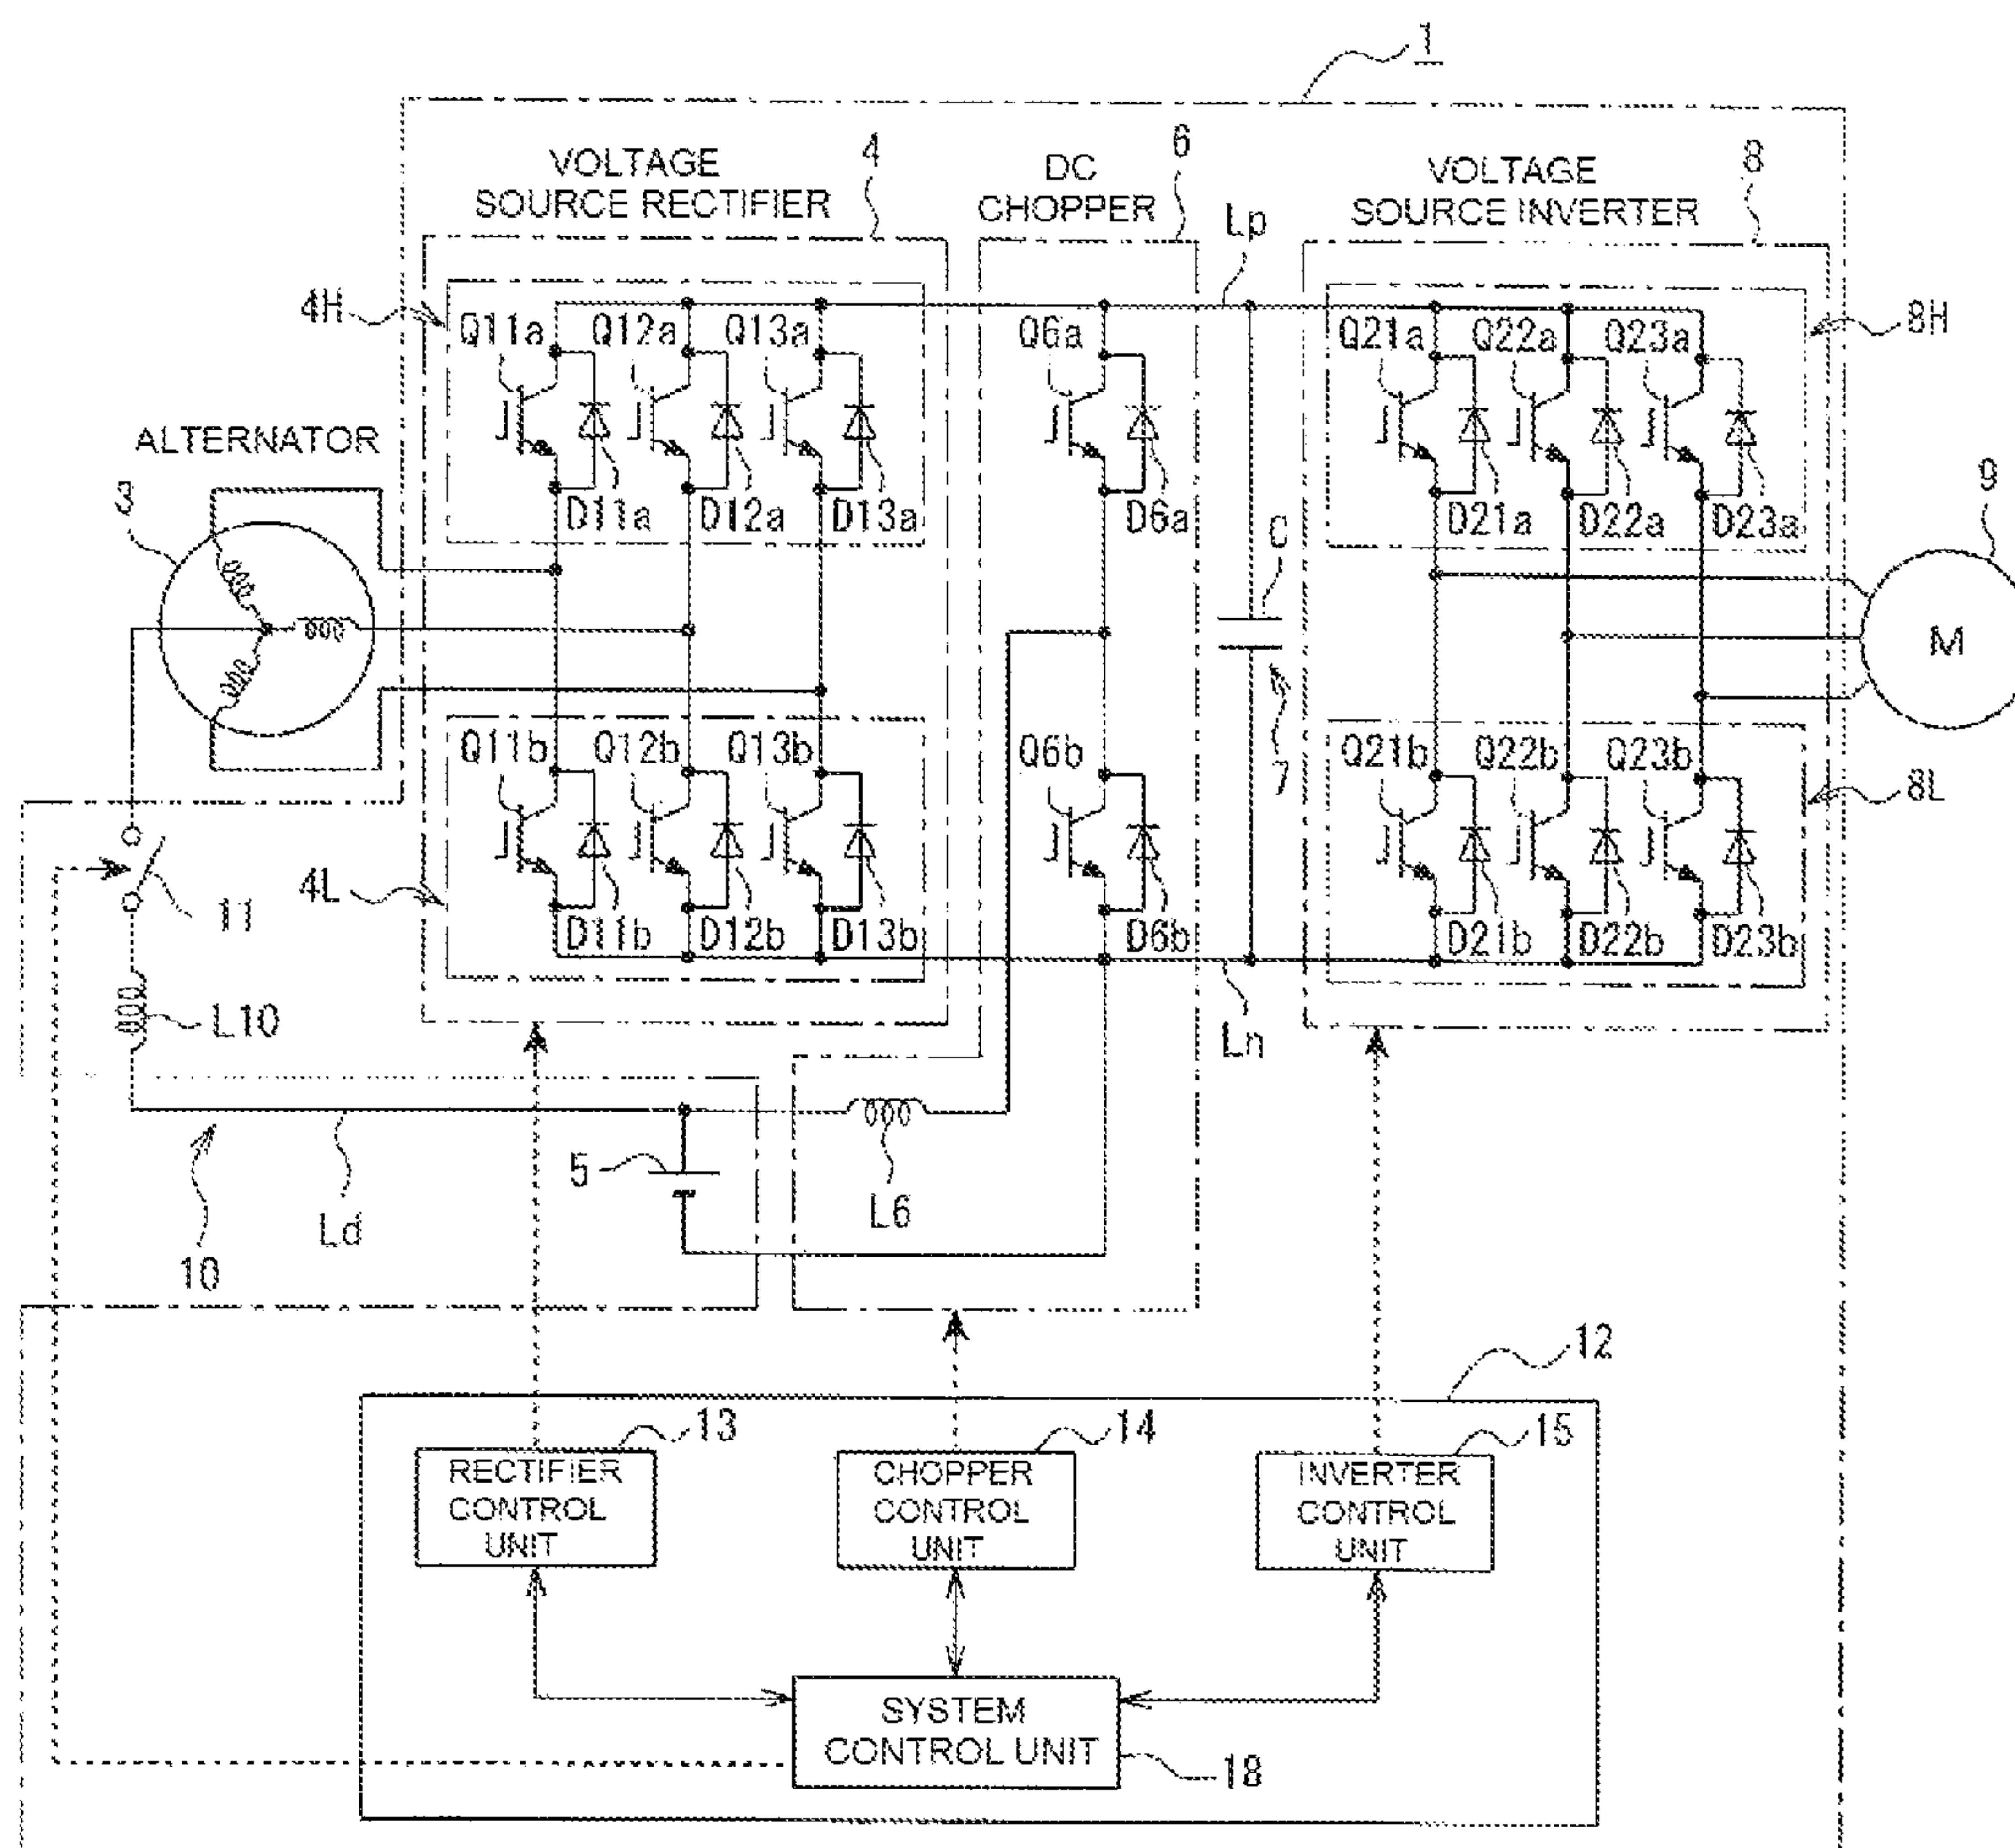 1
VOLTAGE
SOURCE RECTIFIER
4
DC
CHOPPER
6
VOLTAGE
SOURCE INVERTER
8
Lp
4H
Q11a
Q12a
Q13a
Q6a
Q21a
Q22a
Q23a
8H
ALTERNATOR
3
D11a
D12a
D13a
D6a
C
D21a
D22a
D23a
9
M
7
Q11b
Q12b
Q13b
Q6b
Q21b
Q22b
Q23b
8L
11
4L
D11b
D12b
D13b
D6b
D21b
D22b
D23b
L10
Ln
5
L6
Ld
10
12
13
14
15
RECTIFIER
CONTROL
UNIT
CHOPPER
CONTROL
UNIT
INVERTER
CONTROL
UNIT
SYSTEM
CONTROL UNIT
18